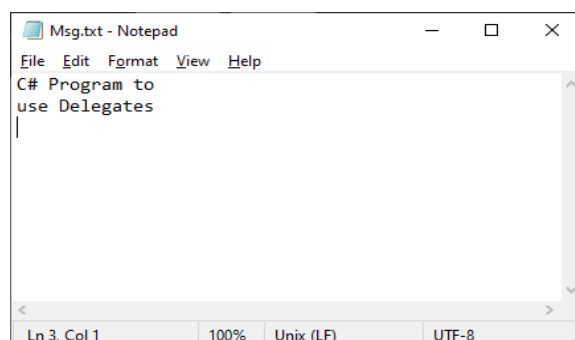 Msg.txt - Notepad
File Edit Format View Help
C# Program to
use Delegates
Ln 3, Col 1 100% Unix (LF) UTF-8